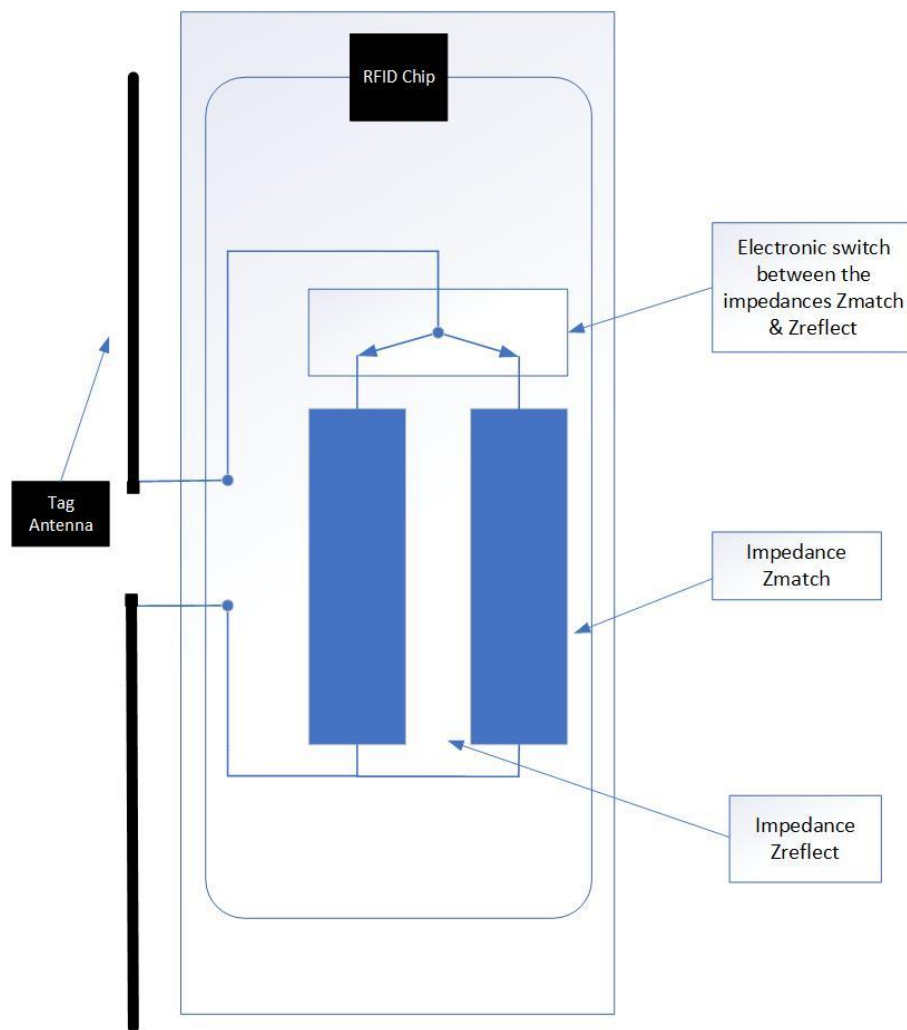 RFID Chip
Electronic switch
between the
impedances Zmatch
& Zreflect
Tag
Antenna
Impedance
Zmatch
Impedance
Zreflect